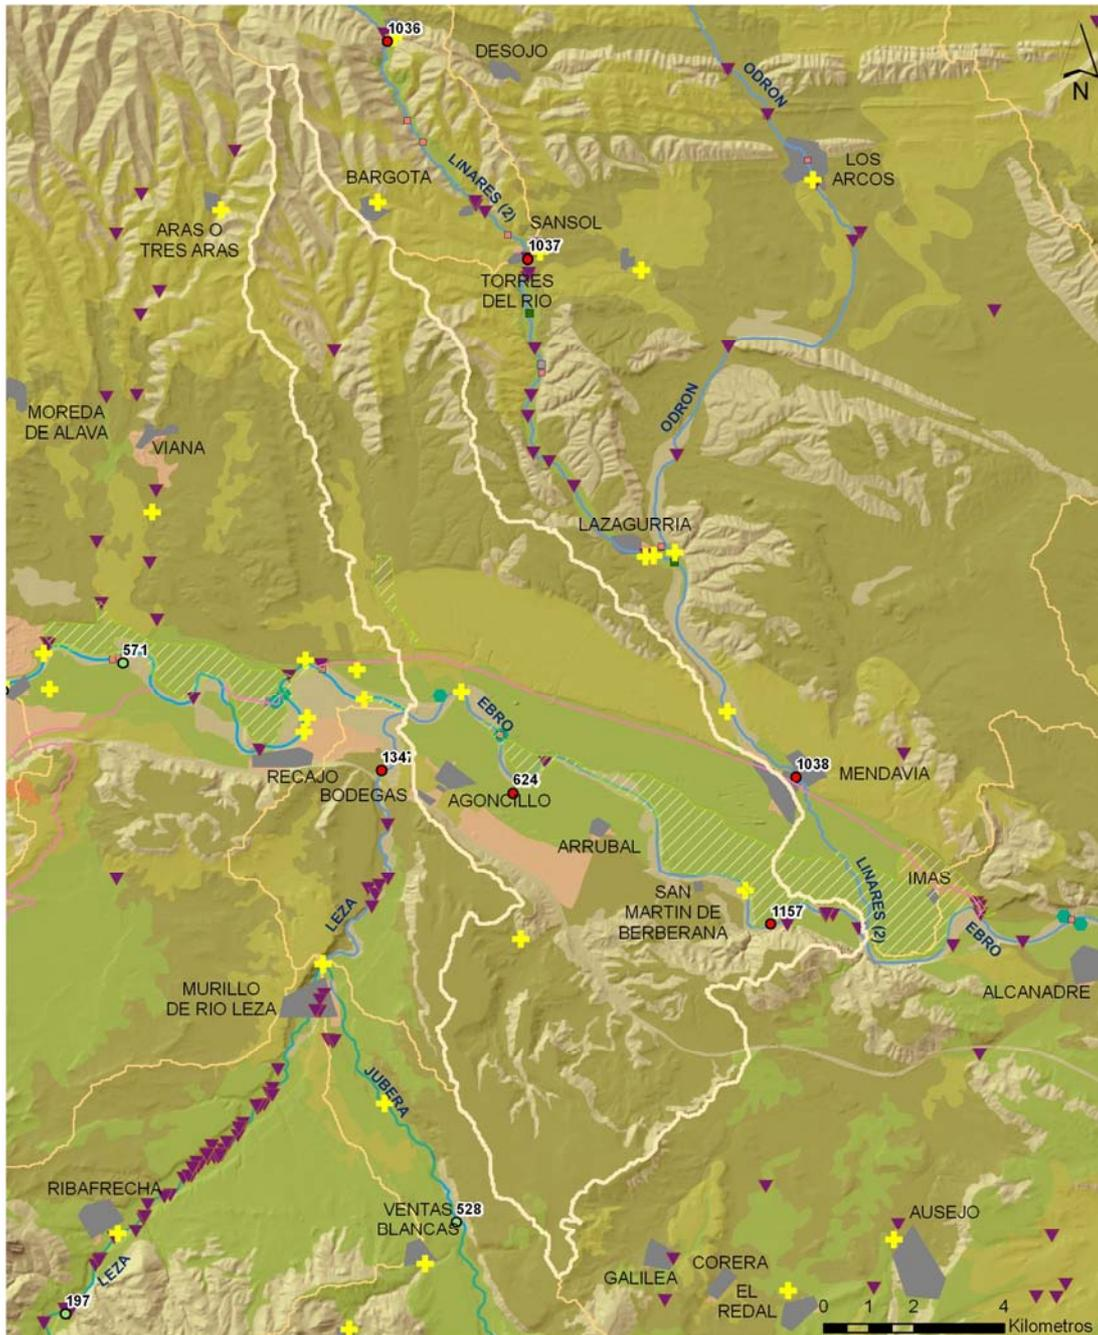 1036
DESOJO
ODRON
N
LOS
ARCOS
LINARES (2)
BARGOTA
SANSOL
ARAS O
TRES ARAS
1037
TORRES
DEL RIO
MOREDA
DE ALAVA
VIANA
ODRON
LAZAGURRIA
571
EBRO
RECAJO
1347
BODEGAS
AGONCILLO
624
1038
MENDAVIA
ARRUBAL
IMAS
SAN
MARTIN DE
BERBERANA
1157
LINARES (2)
EBRO
LEZA
ALCANADRE
MURILLO
DE RIO LEZA
JUBERA
RIBAFRECHA
VENTAS
BLANCAS
528
AUSEJO
LEZA
GALILEA
CORERA
EL
REDAL
197
0 1 2 4
Kilometros